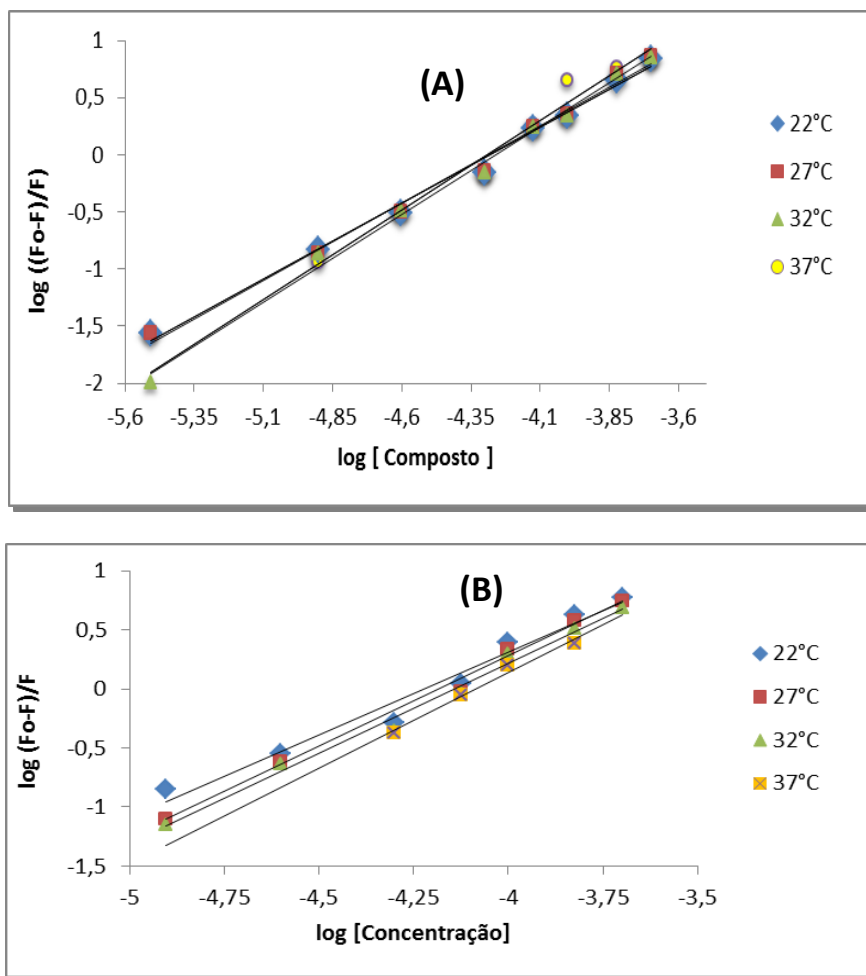 (A)
1
0,5
0
-0,5
-1
-1,5
-2
log ((Fo-F)/F)
-5,6 -5,35 -5,1 -4,85 -4,6 -4,35 -4,1 -3,85 -3,6
log [ Composto ]
22°C
27°C
32°C
37°C
(B)
1
0,5
0
-0,5
-1
-1,5
log (Fo-F)/F
-5 -4,75 -4,5 -4,25 -4 -3,75 -3,5
log [Concentração]
22°C
27°C
32°C
37°C